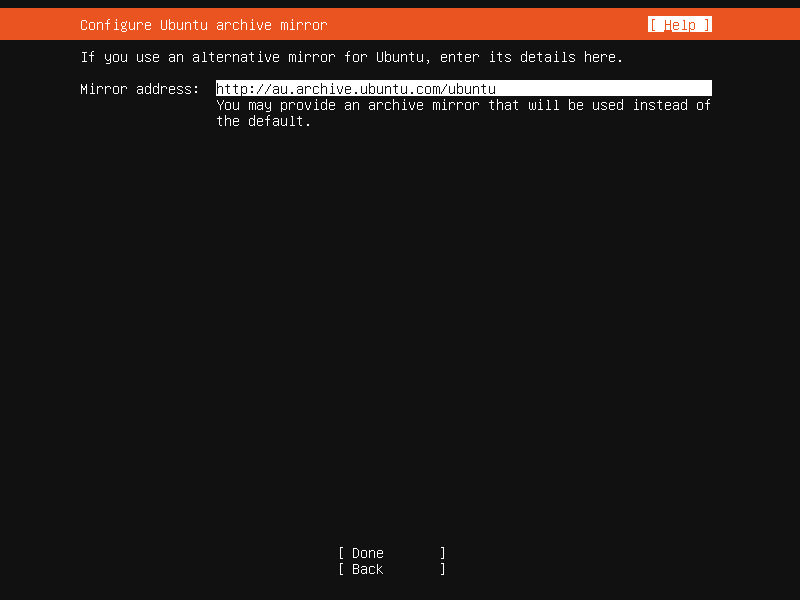 Configure Ubuntu archive mirror [ Help ]
If you use an alternative mirror for Ubuntu, enter its details here.
Mirror address: http://au.archive.ubuntu.com/ubuntu
You may provide an archive mirror that will be used instead of
the default.
[ Done ]
[ Back ]